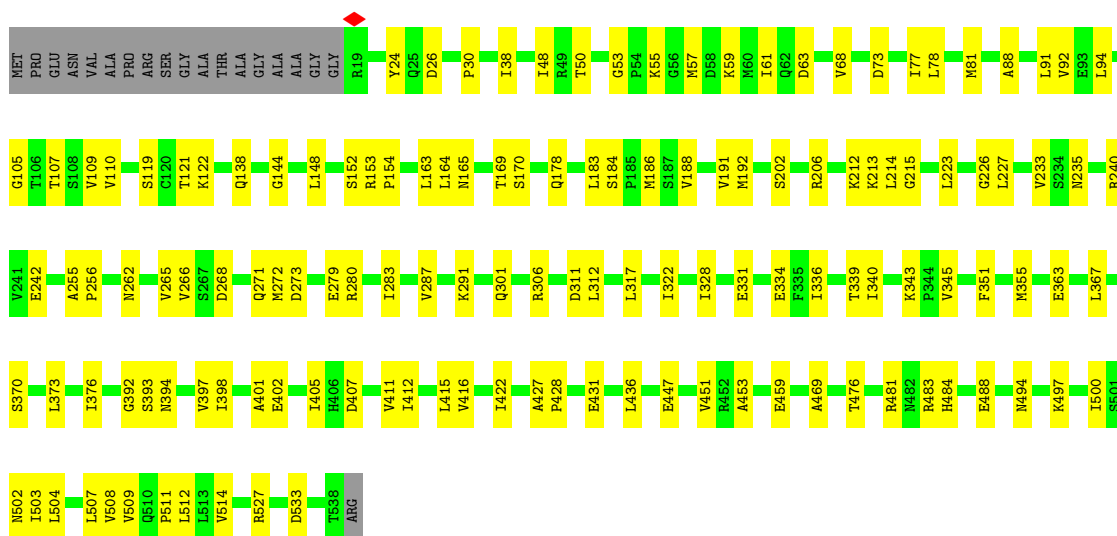 MET PRO GLU ASN VAL ALA PRO ARG SER GLY ALA THR ALA GLY ALA ALA GLY GLY R19 Y24 Q25 D26 P30 I38 I48 R49 T50 G53 P54 K55 G56 M57 D58 K59 M60 I61 Q62 D63 V68 D73 I77 L78 M81 A88 L91 V92 E93 L94
G105 T106 T107 S108 V109 V110 S119 C120 T121 K122 Q138 G144 L148 S152 R153 P154 L163 L164 N165 T169 S170 Q178 L183 S184 P185 M186 S187 V188 V191 M192 S202 R206 K212 K213 L214 G215 L223 G226 L227 V233 S234 N235 R240
V241 E242 A255 P256 N262 V265 V266 S267 D268 Q271 M272 D273 E279 R280 I283 V287 K291 Q301 R306 D311 L312 L317 I322 I328 E331 E334 F335 I336 T339 I340 K343 P344 V345 F351 M355 E363 L367
S370 L373 I376 G392 S393 N394 V397 I398 A401 E402 I405 H406 D407 V411 I412 L415 V416 I422 A427 P428 E431 L436 E447 V451 R452 A453 E459 A469 T476 R481 N482 R483 H484 E488 N494 K497 I500 S501
N502 I503 L504 L507 V508 V509 Q510 P511 L512 L513 V514 R527 D533 T538 ARG